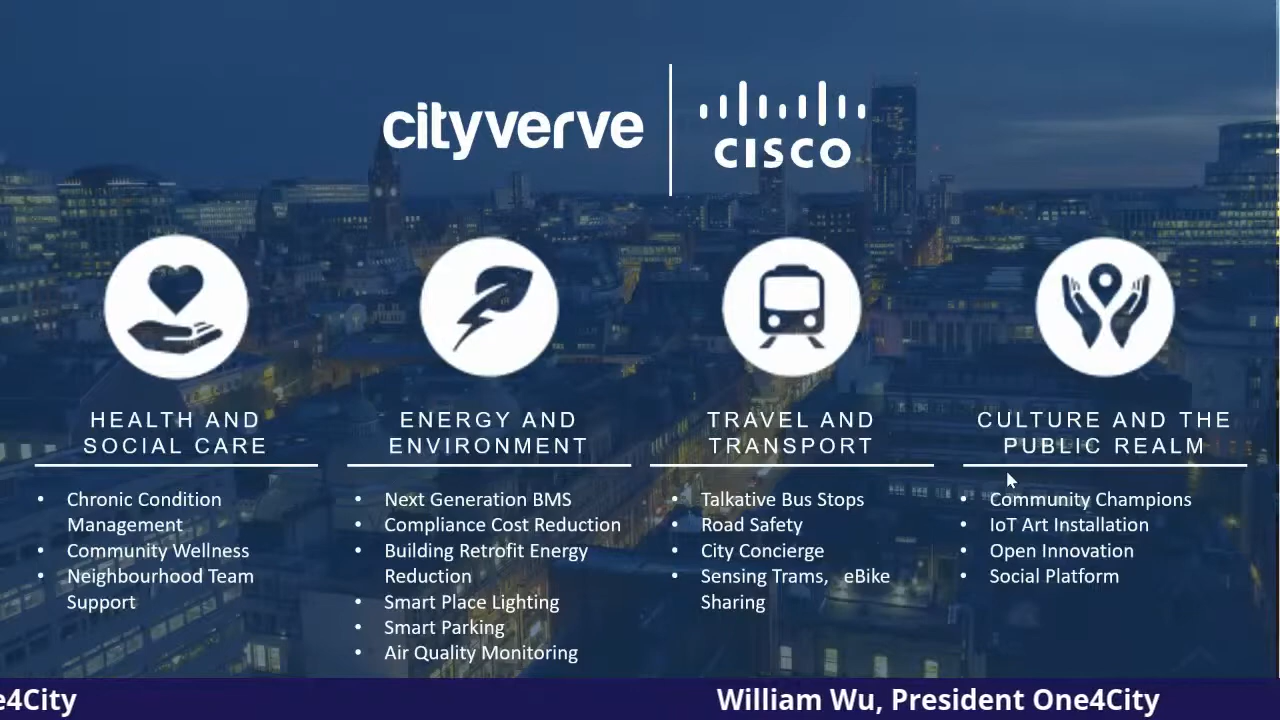 cityverve
CISCO
HEALTH AND
SOCIAL CARE
• Chronic Condition
Management
• Community Wellness
• Neighbourhood Team
Support
ENERGY AND
ENVIRONMENT
• Next Generation BMS
• Compliance Cost Reduction
• Building Retrofit Energy
Reduction
• Smart Place Lighting
• Smart Parking
• Air Quality Monitoring
TRAVEL AND
TRANSPORT
• Talkative Bus Stops
• Road Safety
• City Concierge
• Sensing Trams, eBike
Sharing
CULTURE AND THE
PUBLIC REALM
• Community Champions
• IoT Art Installation
• Open Innovation
• Social Platform
e4City
William Wu, President One4City